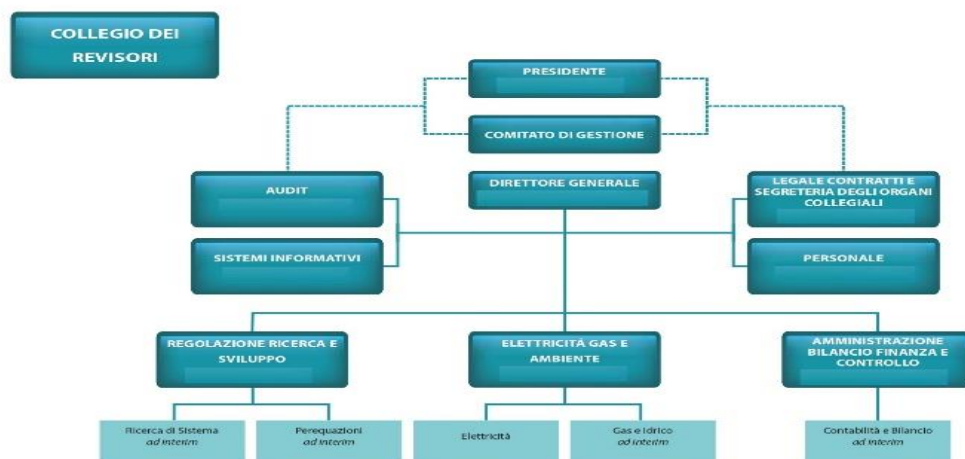 COLLEGIO DEI
REVISORI
PRESIDENTE
COMITATO DI GESTIONE
AUDIT
DIRETTORE GENERALE
LEGALE CONTRATTI E
SEGRETERIA DEGLI ORGANI
COLLEGIALI
SISTEMI INFORMATIVI
PERSONALE
REGOLAZIONE RICERCA E
SVILUPPO
ELETTRICITÀ GAS E
AMBIENTE
AMMINISTRAZIONE
BILANCIO FINANZA E
CONTROLLO
Ricerca di Sistema
ad interim
Perequazioni
ad interim
Elettricità
Gas e Idrico
ad interim
Contabilità e Bilancio
ad interim